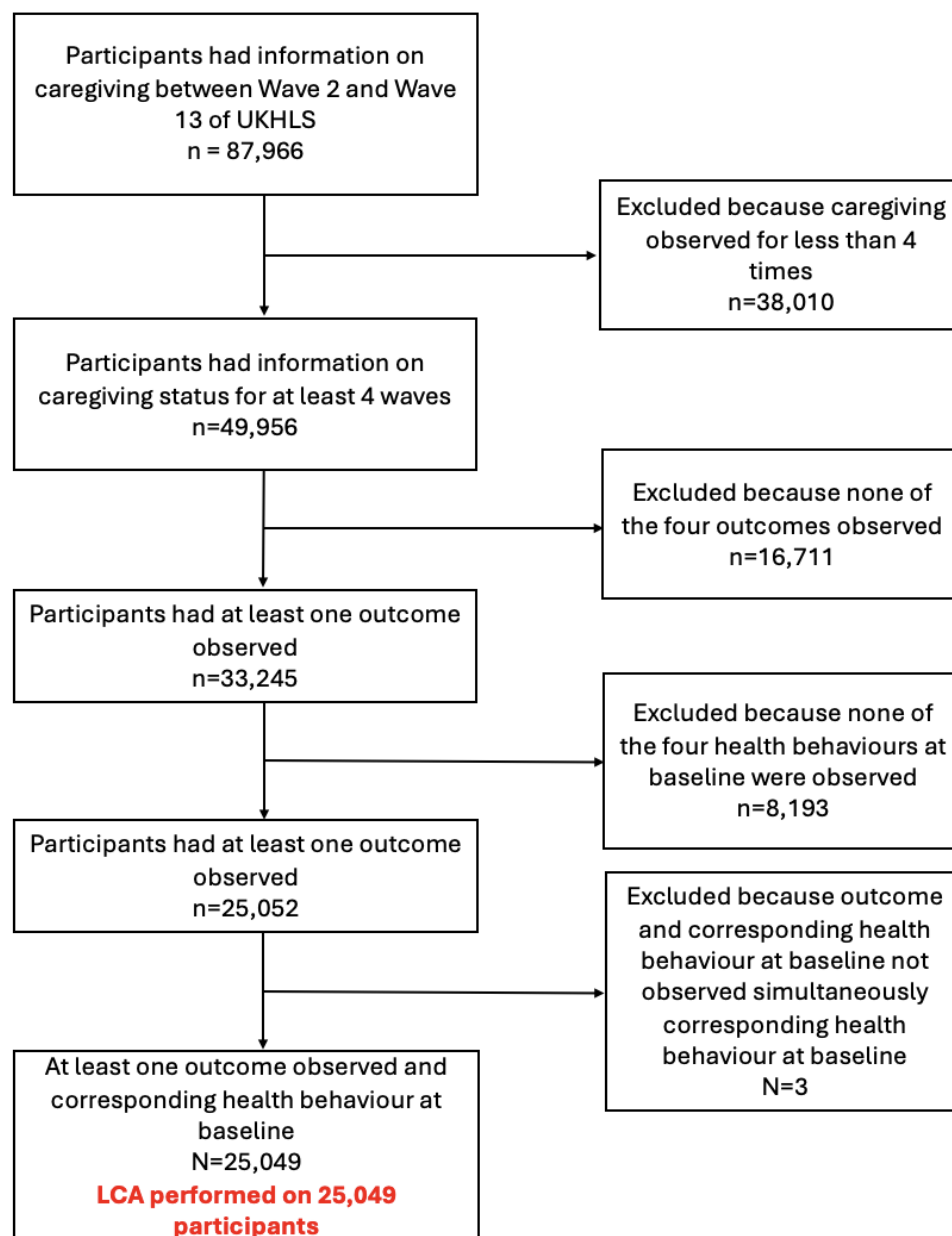 Participants had information on
caregiving between Wave 2 and Wave
13 of UKHLS
n = 87,966
Excluded because caregiving
observed for less than 4
times
n=38,010
Participants had information on
caregiving status for at least 4 waves
n=49,956
Excluded because none of
the four outcomes observed
n=16,711
Participants had at least one outcome
observed
n=33,245
Excluded because none of
the four health behaviours at
baseline were observed
n=8,193
Participants had at least one outcome
observed
n=25,052
Excluded because outcome
and corresponding health
behaviour at baseline not
observed simultaneously
corresponding health
behaviour at baseline
N=3
At least one outcome observed and
corresponding health behaviour at
baseline
N=25,049
LCA performed on 25,049
participants